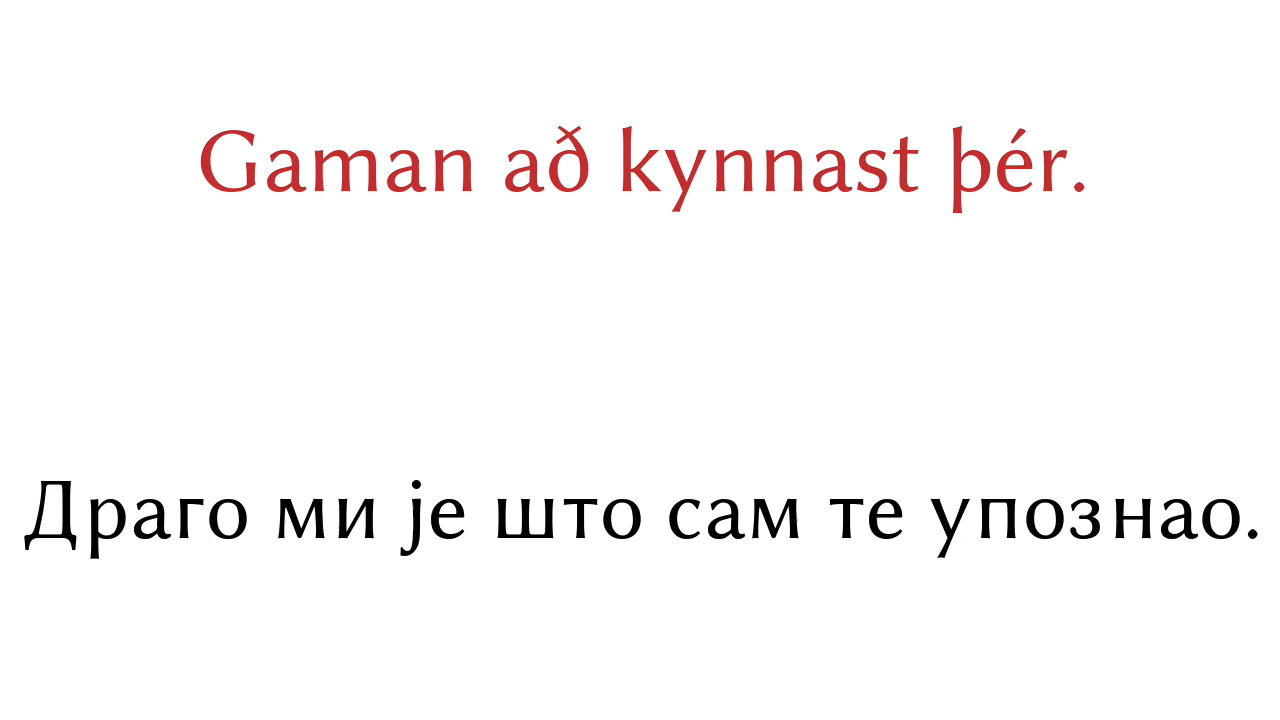 Gaman að kynnast þér.
Драго ми је што сам те упознао.